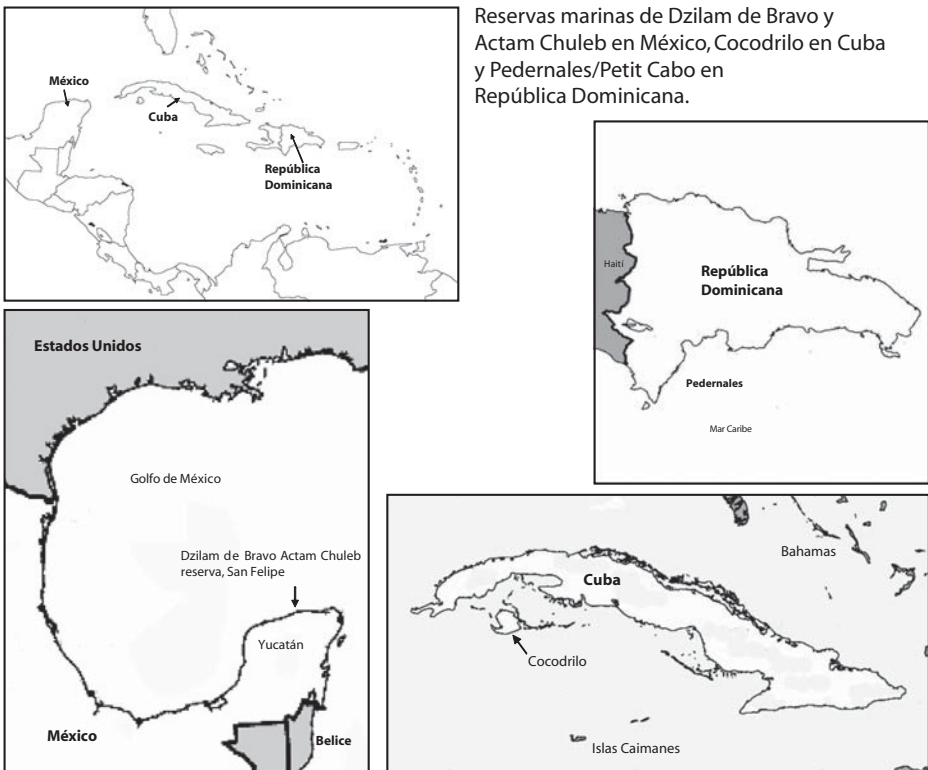 Reservas marinas de Dzilam de Bravo y
Actam Chuleb en México, Cocodrilo en Cuba
y Pedernales/Petit Cabo en
República Dominicana.
México
Cuba
República
Dominicana
Haití
República
Dominicana
Pedernales
Mar Caribe
Estados Unidos
Golfo de México
Dzilam de Bravo Actam Chuleb
reserva, San Felipe
Yucatán
México
Belice
Bahamas
Cuba
Cocodrilo
Islas Caimanes